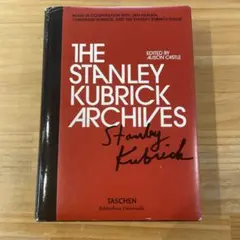 MADE IN COOPERATION WITH JAN HARLAN,
CHRISTIANE KUBRICK, AND THE STANLEY KUBRICK ESTATE
THE
EDITED BY
ALISON CASTLE
STANLEY
KUBRICK
ARCHIVES
Stanley
Kubrick
TASCHEN
Bibliotheca Universalis